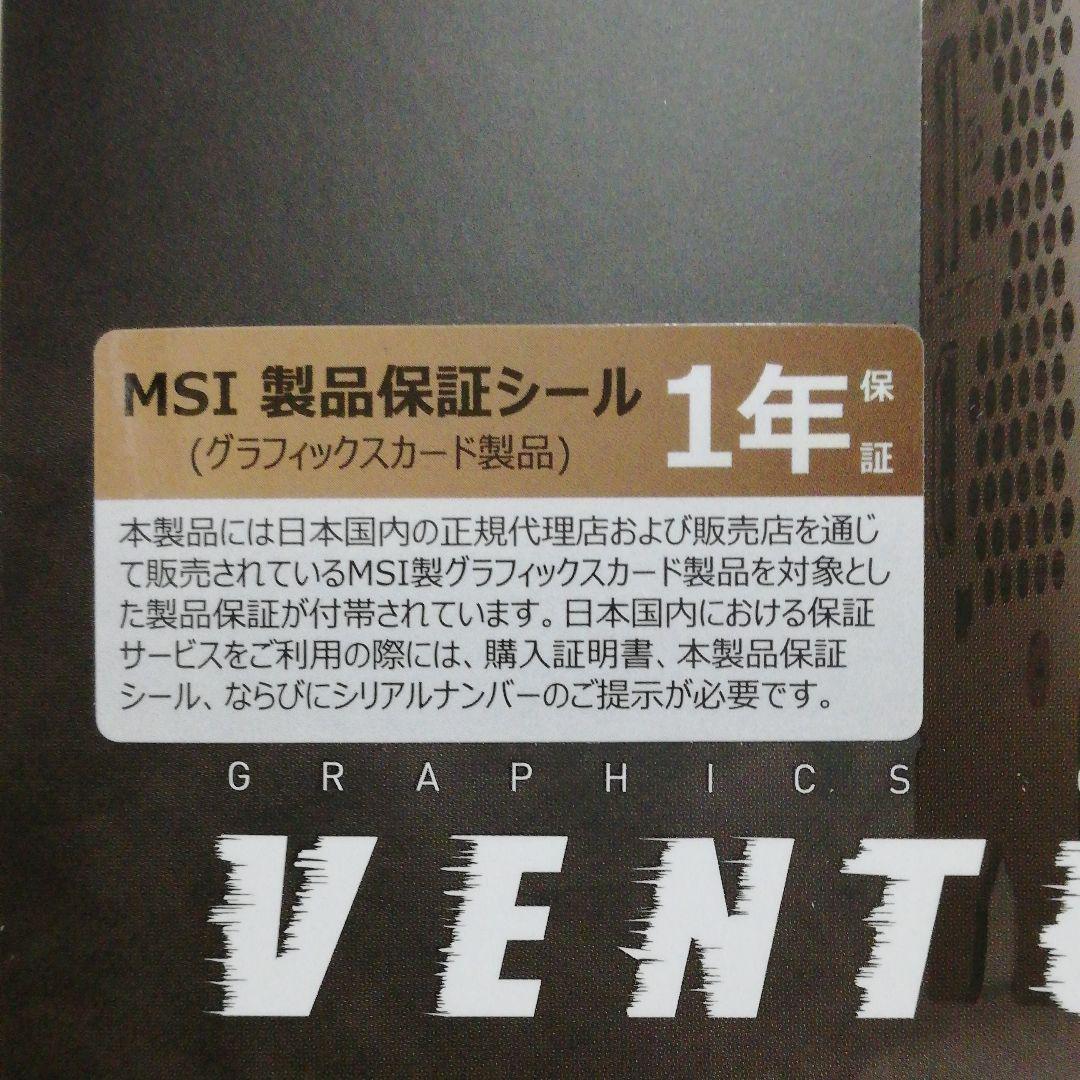 MSI 製品保証シール
(グラフィックスカード製品)
1年保証
本製品には日本国内の正規代理店および販売店を通じ
て販売されているMSI製グラフィックスカード製品を対象とし
た製品保証が付帯されています。日本国内における保証
サービスをご利用の際には、購入証明書、本製品保証
シール、ならびにシリアルナンバーのご提示が必要です。
GRAPHICS
VENT